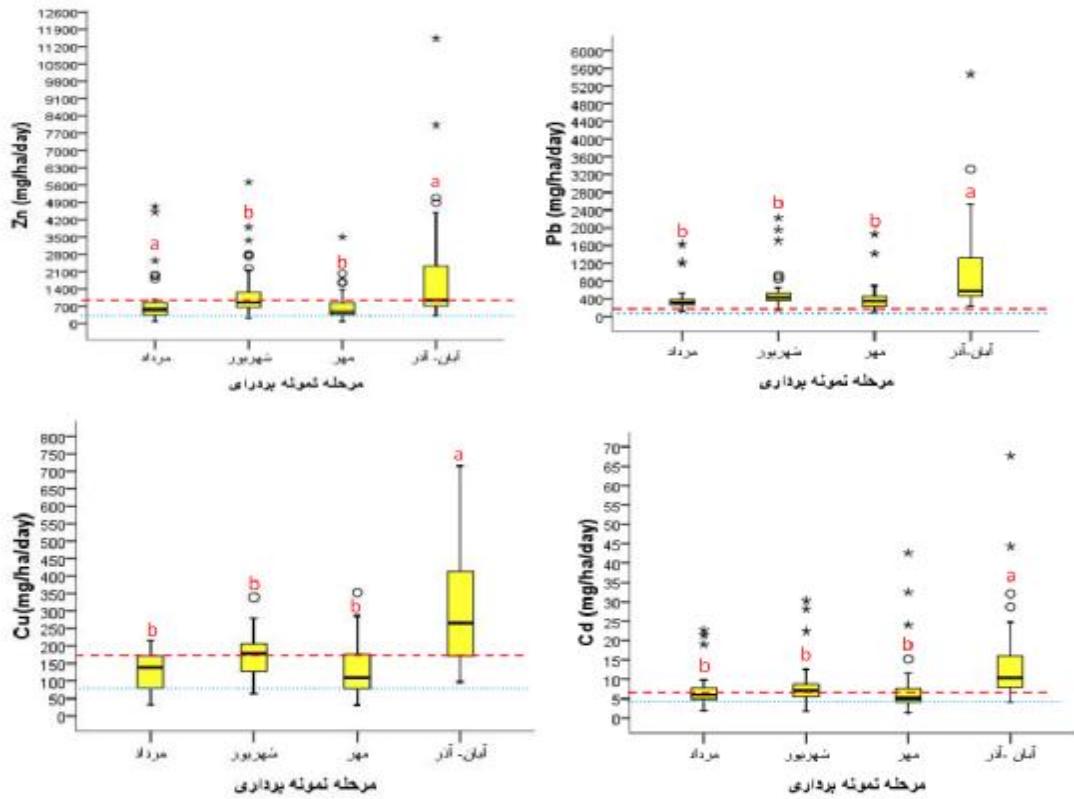 Zn (mg/ha/day)
12600
11900
11200
10500
9800
9100
8400
7700
7000
6300
5600
4900
4200
3500
2800
2100
1400
700
0
a
b
b
a
مرداد
شهریور
مهر
آبان- آذر
مرحله نمونه بردرای
Pb (mg/ha/day)
6000
5600
5200
4800
4400
4000
3600
3200
2800
2400
2000
1600
1200
800
400
0
b
b
b
a
مرداد
شهریور
مهر
آبان-آذر
مرحله نمونه برداری
Cu(mg/ha/day)
800
750
700
650
600
550
500
450
400
350
300
250
200
150
100
50
0
b
b
b
a
مرداد
شهریور
مهر
آبان- آذر
مرحله نمونه برداری
Cd (mg/ha/day)
70
65
60
55
50
45
40
35
30
25
20
15
10
5
0
b
b
b
a
مرداد
شهریور
مهر
آبان -آذر
مرحله نمونه برداری